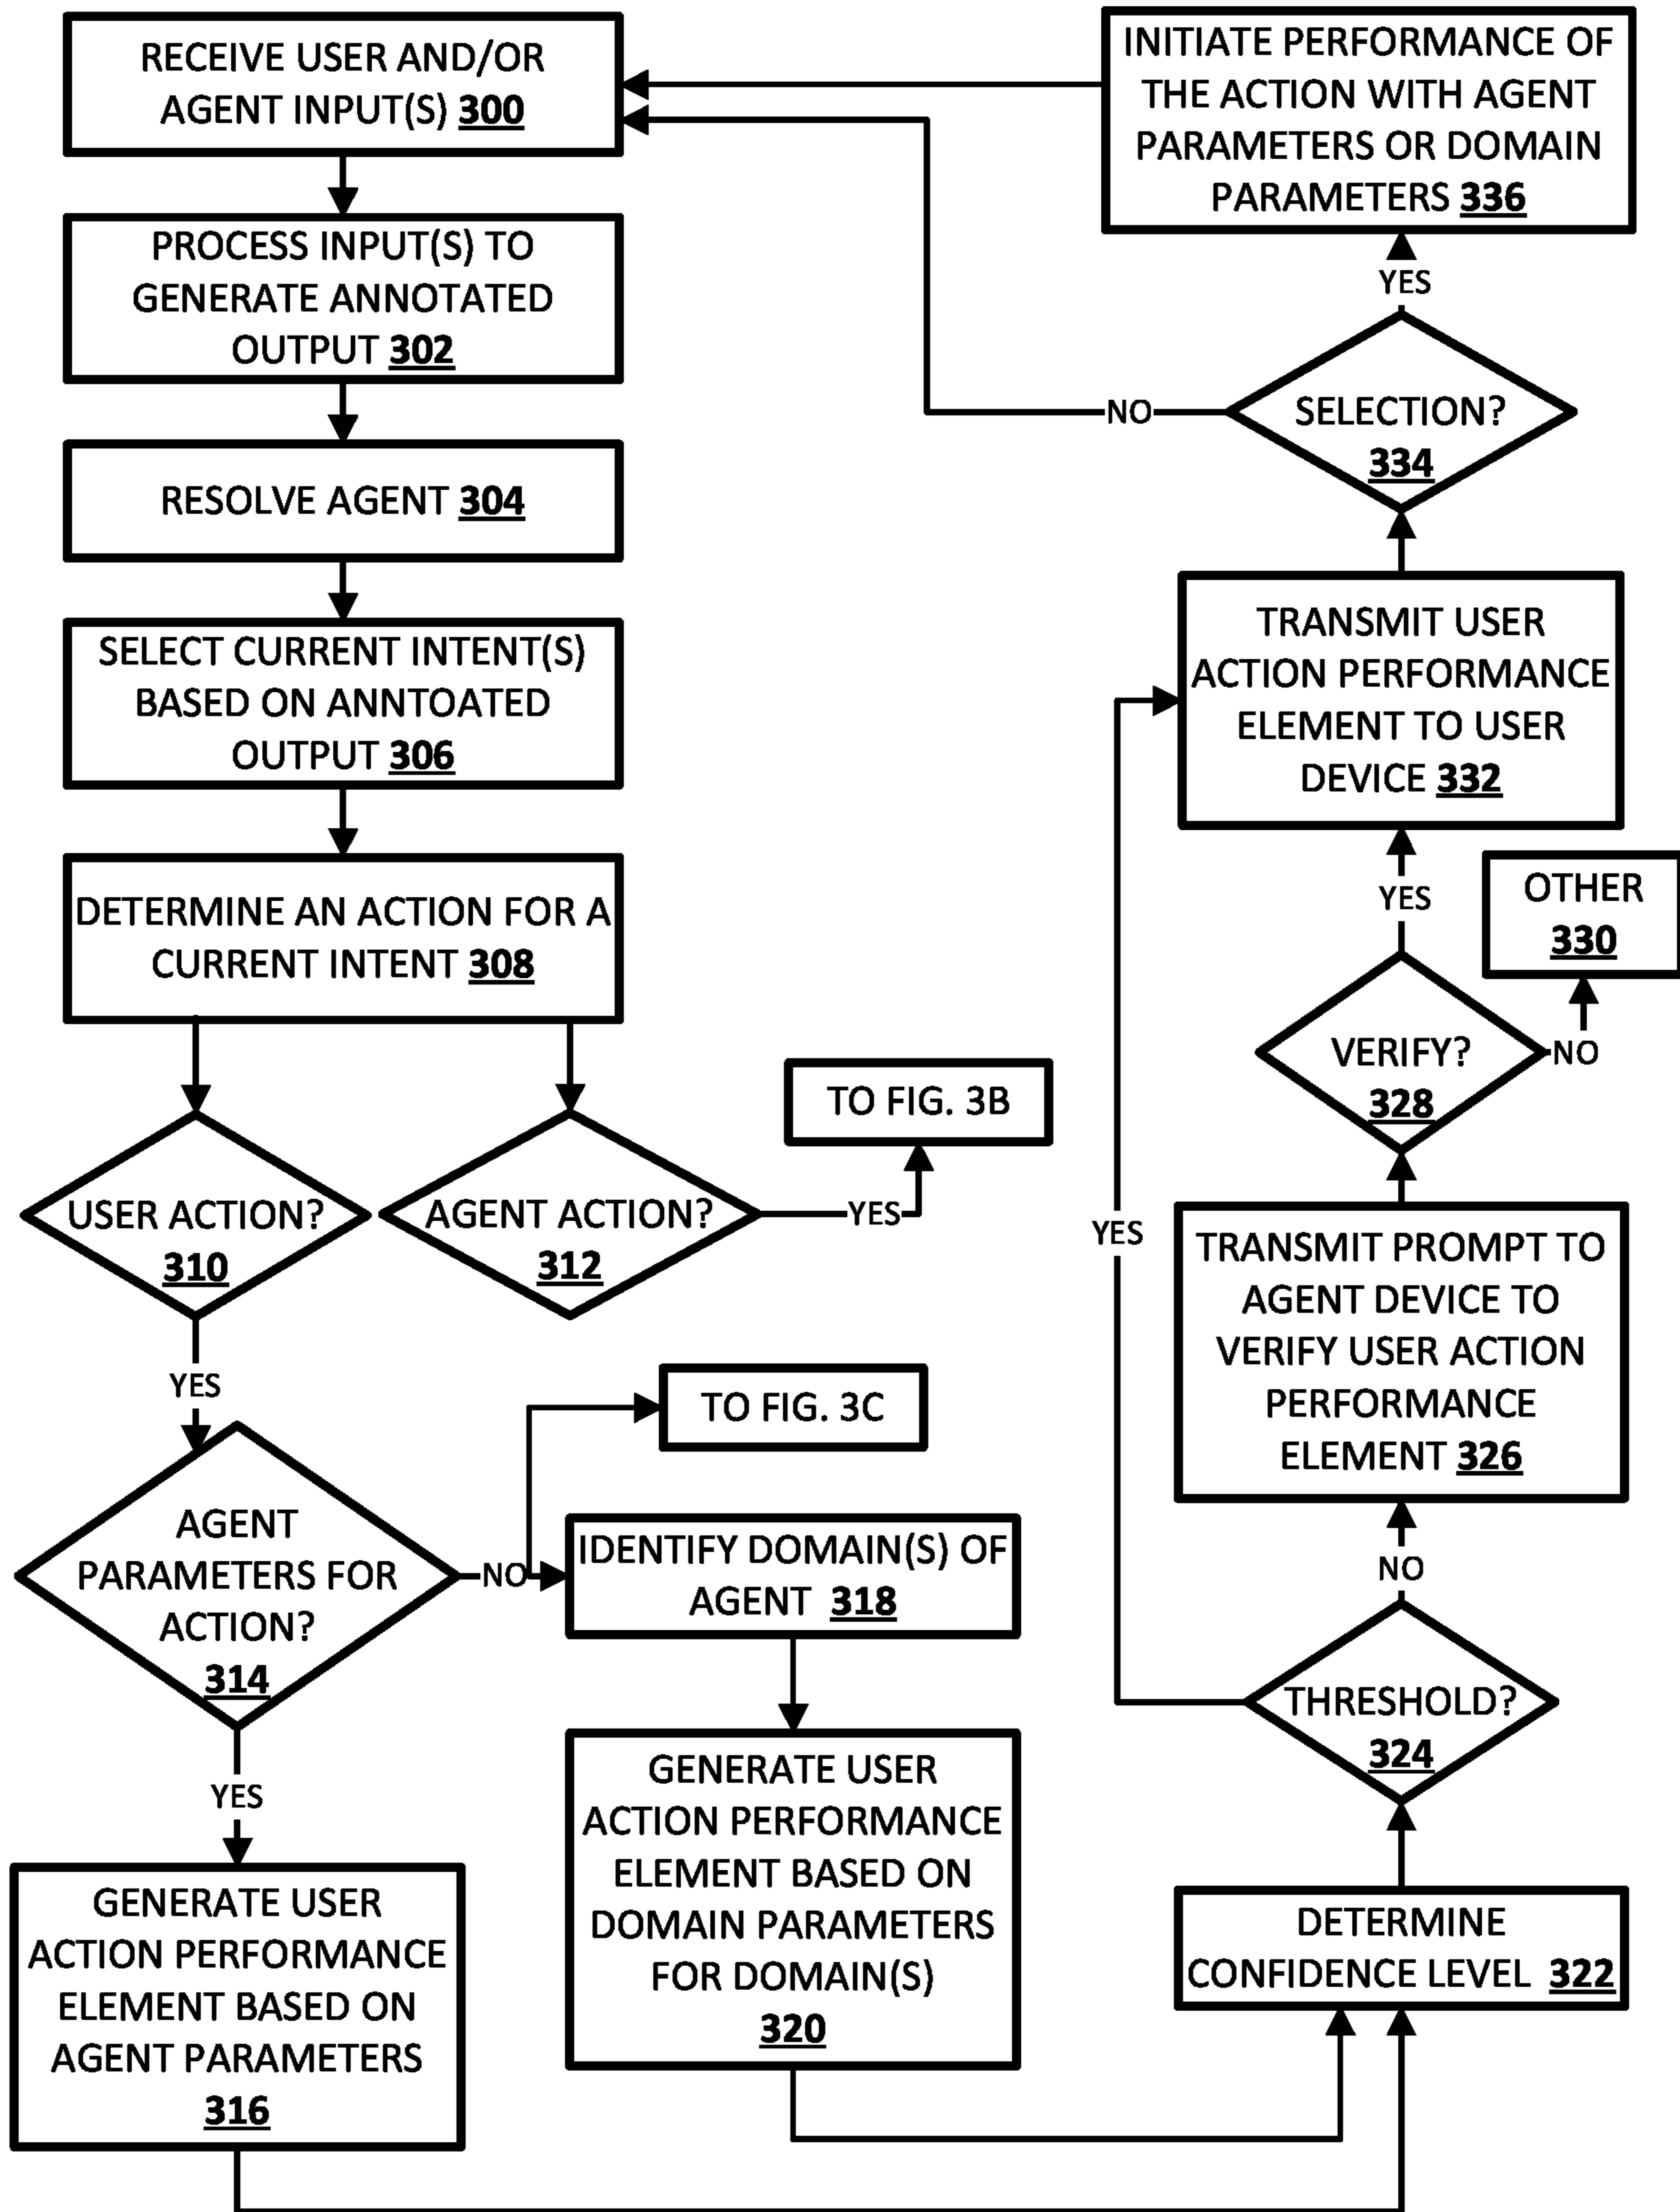 RECEIVE USER AND/OR
AGENT INPUT(S) 300
PROCESS INPUT(S) TO
GENERATE ANNOTATED
OUTPUT 302
RESOLVE AGENT 304
SELECT CURRENT INTENT(S)
BASED ON ANNTOATED
OUTPUT 306
DETERMINE AN ACTION FOR A
CURRENT INTENT 308
USER ACTION?
310
AGENT ACTION?
312
YES
TO FIG. 3B
YES
AGENT
PARAMETERS FOR
ACTION?
314
NO
TO FIG. 3C
YES
GENERATE USER
ACTION PERFORMANCE
ELEMENT BASED ON
AGENT PARAMETERS
316
IDENTIFY DOMAIN(S) OF
AGENT 318
GENERATE USER
ACTION PERFORMANCE
ELEMENT BASED ON
DOMAIN PARAMETERS
FOR DOMAIN(S)
320
DETERMINE
CONFIDENCE LEVEL 322
THRESHOLD?
324
YES
NO
TRANSMIT PROMPT TO
AGENT DEVICE TO
VERIFY USER ACTION
PERFORMANCE
ELEMENT 326
VERIFY?
328
NO
OTHER
330
YES
TRANSMIT USER
ACTION PERFORMANCE
ELEMENT TO USER
DEVICE 332
SELECTION?
334
NO
YES
INITIATE PERFORMANCE OF
THE ACTION WITH AGENT
PARAMETERS OR DOMAIN
PARAMETERS 336